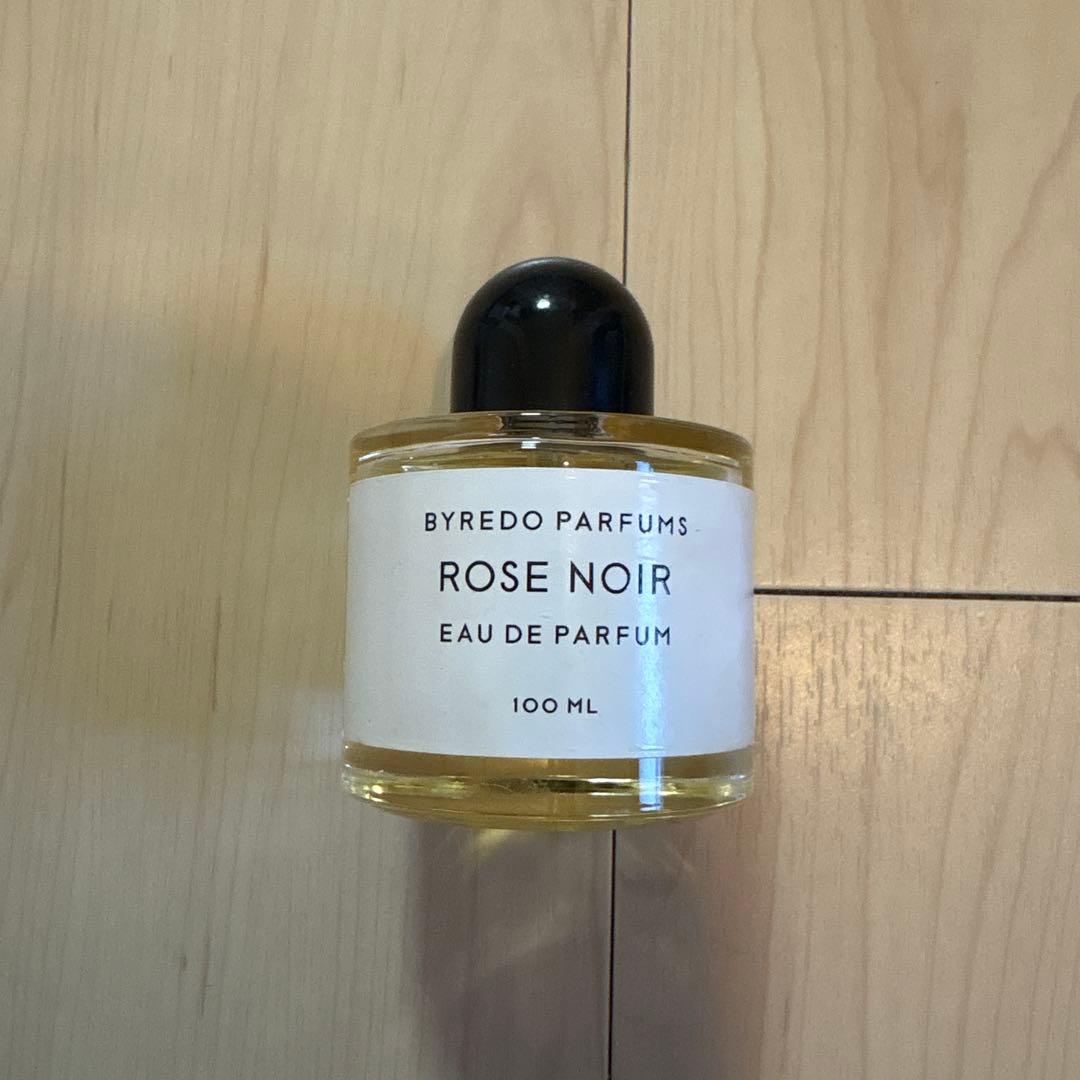 BYREDO PARFUMS
ROSE NOIR
EAU DE PARFUM
100 ML